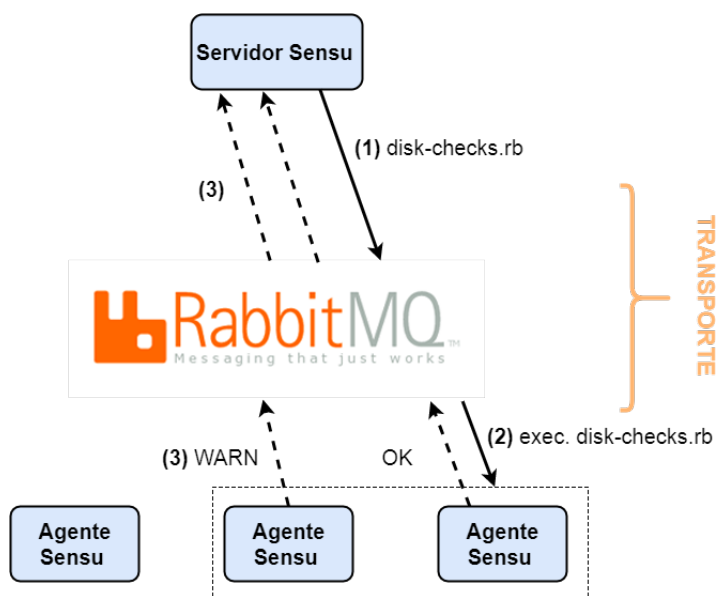 Servidor Sensu
(1) disk-checks.rb
(3)
TRANSPORTE
RabbitMQ™
Messaging that just works
(2) exec. disk-checks.rb
(3) WARN
OK
Agente
Sensu
Agente
Sensu
Agente
Sensu